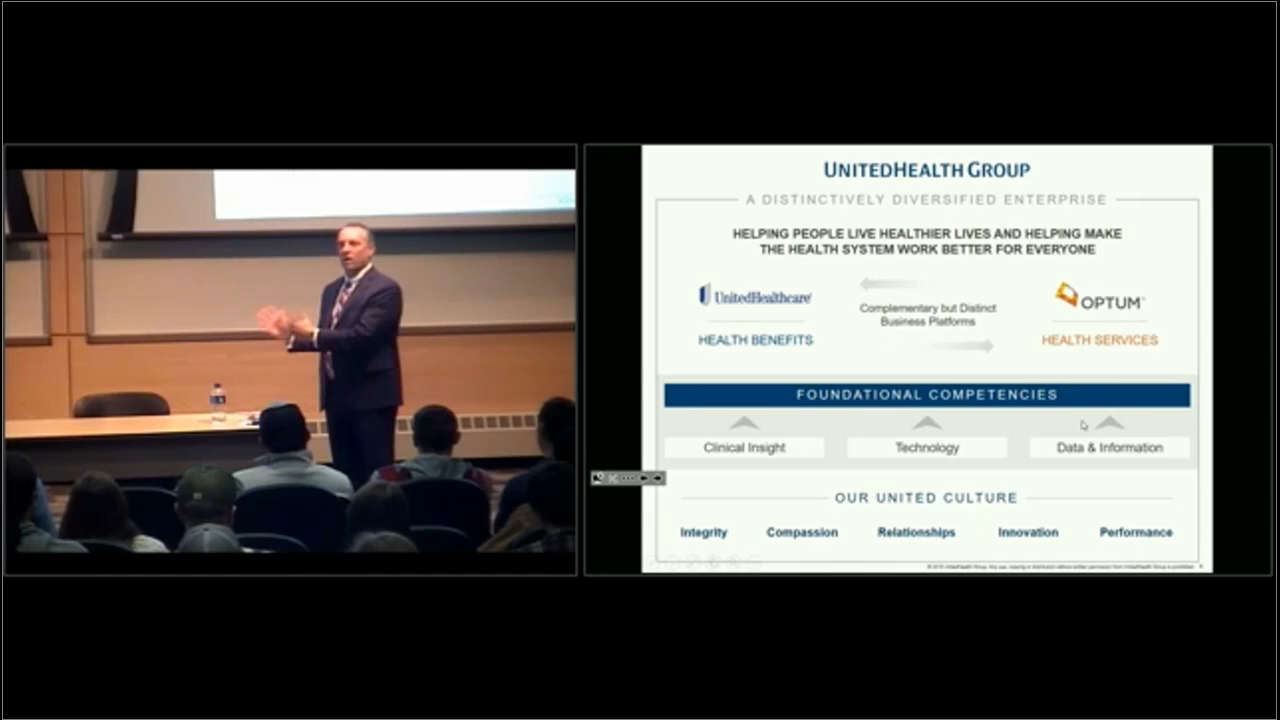 UNITEDHEALTH GROUP
A DISTINCTIVELY DIVERSIFIED ENTERPRISE
HELPING PEOPLE LIVE HEALTHIER LIVES AND HELPING MAKE
THE HEALTH SYSTEM WORK BETTER FOR EVERYONE
UnitedHealthcare
HEALTH BENEFITS
Complementary but Distinct
Business Platforms
OPTUM
HEALTH SERVICES
FOUNDATIONAL COMPETENCIES
Clinical Insight
Technology
Data & Information
OUR UNITED CULTURE
Integrity
Compassion
Relationships
Innovation
Performance